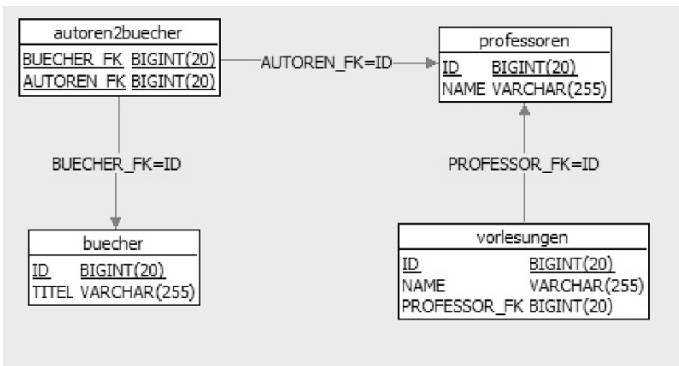 autoren2buecher
BUECHER_FK BIGINT(20)
AUTOREN_FK BIGINT(20)
AUTOREN_FK=ID
professoren
ID BIGINT(20)
NAME VARCHAR(255)
BUECHER_FK=ID
PROFESSOR_FK=ID
buecher
ID BIGINT(20)
TITEL VARCHAR(255)
vorlesungen
ID BIGINT(20)
NAME VARCHAR(255)
PROFESSOR_FK BIGINT(20)